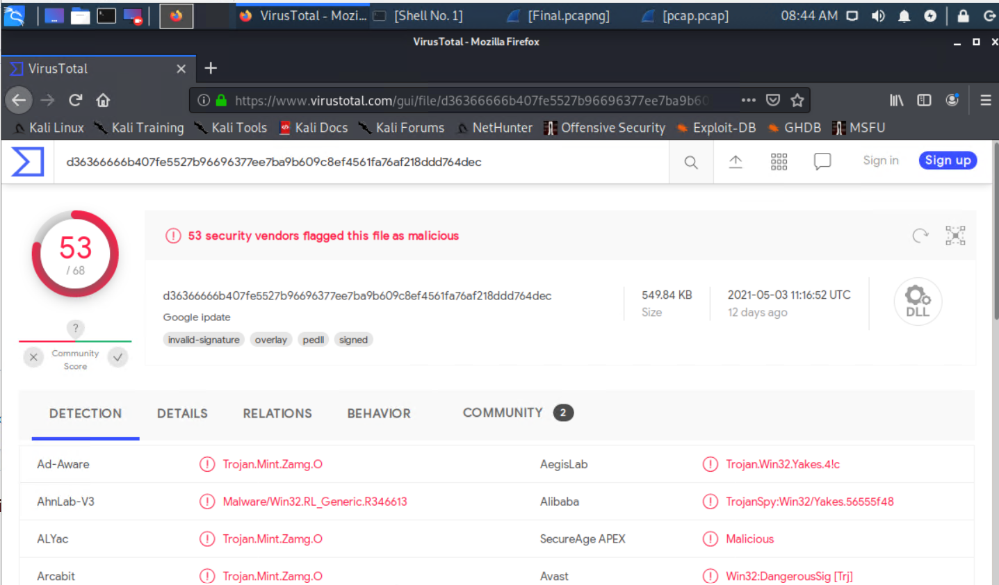 VirusTotal - Mozi... [Shell No. 1] [Final.pcapng] [pcap.pcap] 08:44 AM
VirusTotal - Mozilla Firefox
VirusTotal
https://www.virustotal.com/gui/file/d36366666b407fe5527b96696377ee7ba9b60
Kali Linux Kali Training Kali Tools Kali Docs Kali Forums NetHunter Offensive Security Exploit-DB GHDB MSFU
d36366666b407fe5527b96696377ee7ba9b609c8ef4561fa76af218ddd764dec Sign in Sign up
53
/ 68
53 security vendors flagged this file as malicious
d36366666b407fe5527b96696377ee7ba9b609c8ef4561fa76af218ddd764dec
Google ipdate
invalid-signature overlay pedll signed
549.84 KB
Size
2021-05-03 11:16:52 UTC
12 days ago
DLL
?
Community
Score
DETECTION DETAILS RELATIONS BEHAVIOR COMMUNITY 2
Ad-Aware Trojan.Mint.Zamg.O AegisLab Trojan.Win32.Yakes.4!c
AhnLab-V3 Malware/Win32.RL_Generic.R346613 Alibaba TrojanSpy:Win32/Yakes.56555f48
ALYac Trojan.Mint.Zamg.O SecureAge APEX Malicious
Arcabit Trojan.Mint.Zamg.O Avast Win32:DangerousSig [Trj]